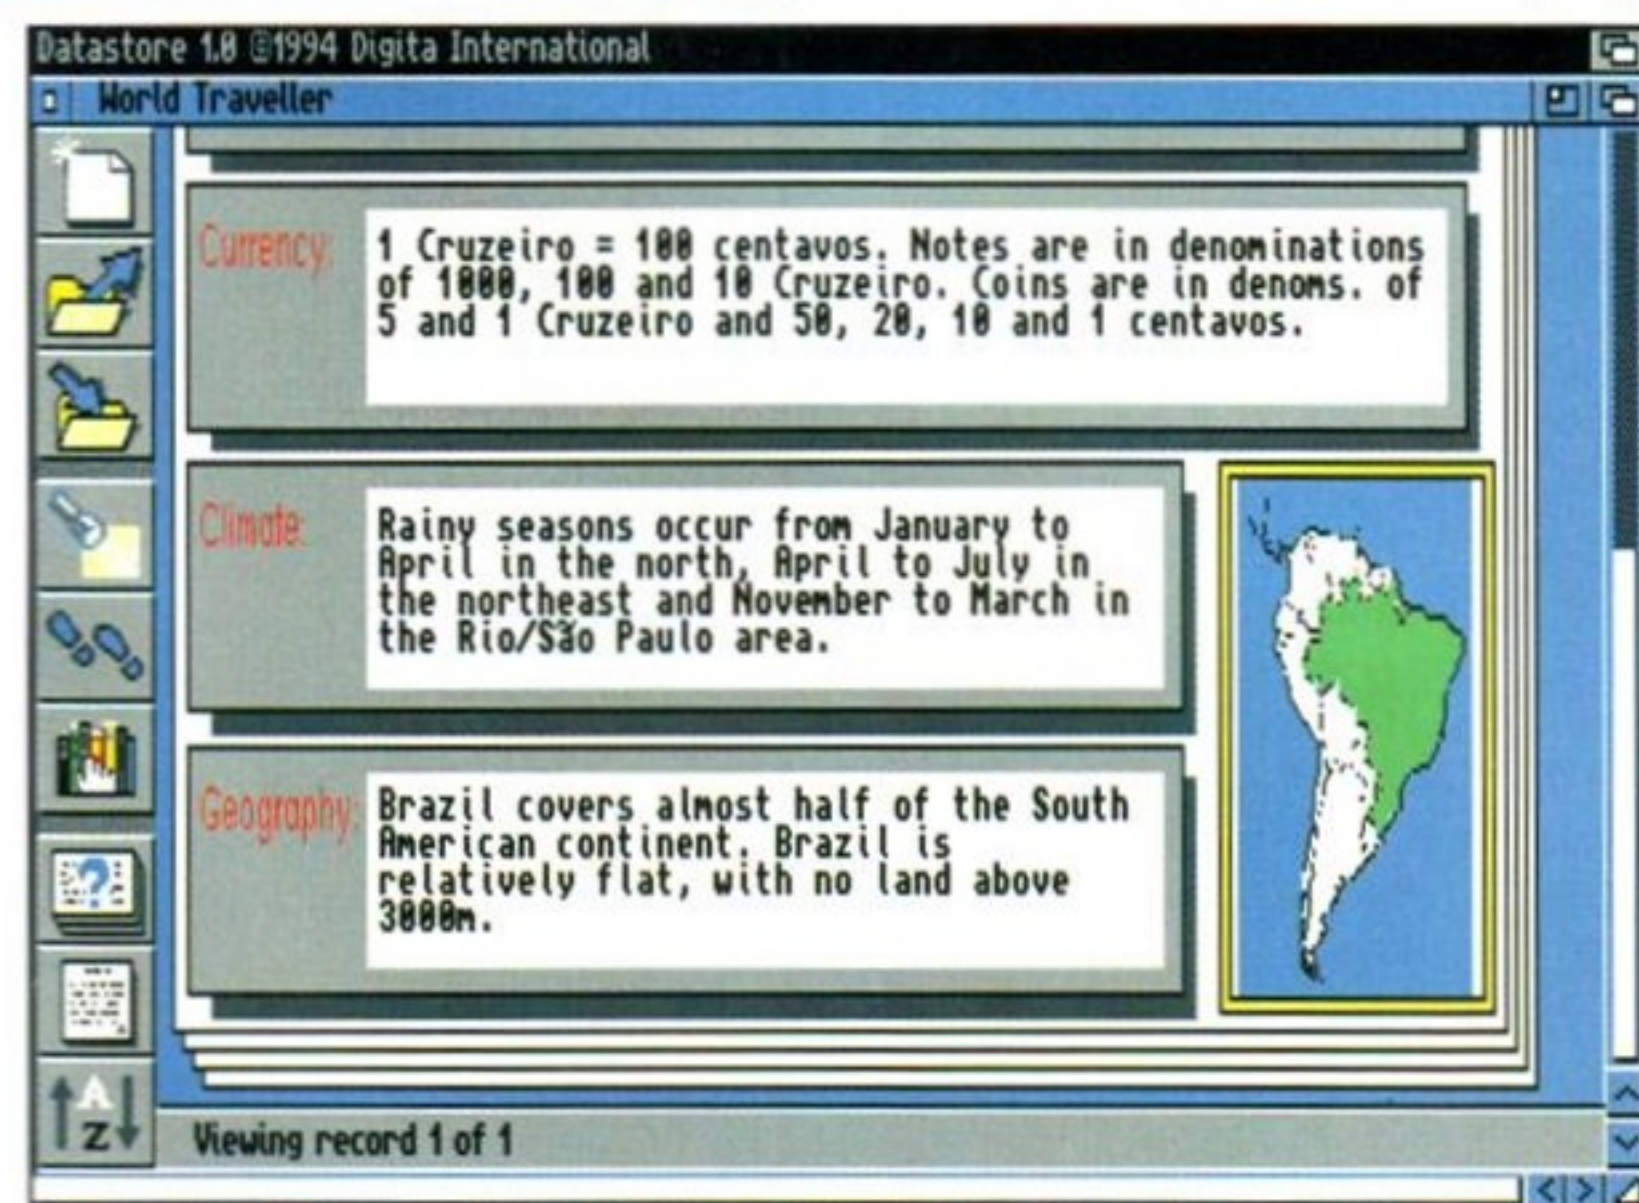 Datastore 1.0 ©1994 Digita International
World Traveller
Currency:
1 Cruzeiro = 100 centavos. Notes are in denominations
of 1000, 100 and 10 Cruzeiro. Coins are in denoms. of
5 and 1 Cruzeiro and 50, 20, 10 and 1 centavos.
Climate:
Rainy seasons occur from January to
April in the north, April to July in
the northeast and November to March in
the Rio/São Paulo area.
Geography:
Brazil covers almost half of the South
American continent. Brazil is
relatively flat, with no land above
3000m.
A
Z
Viewing record 1 of 1